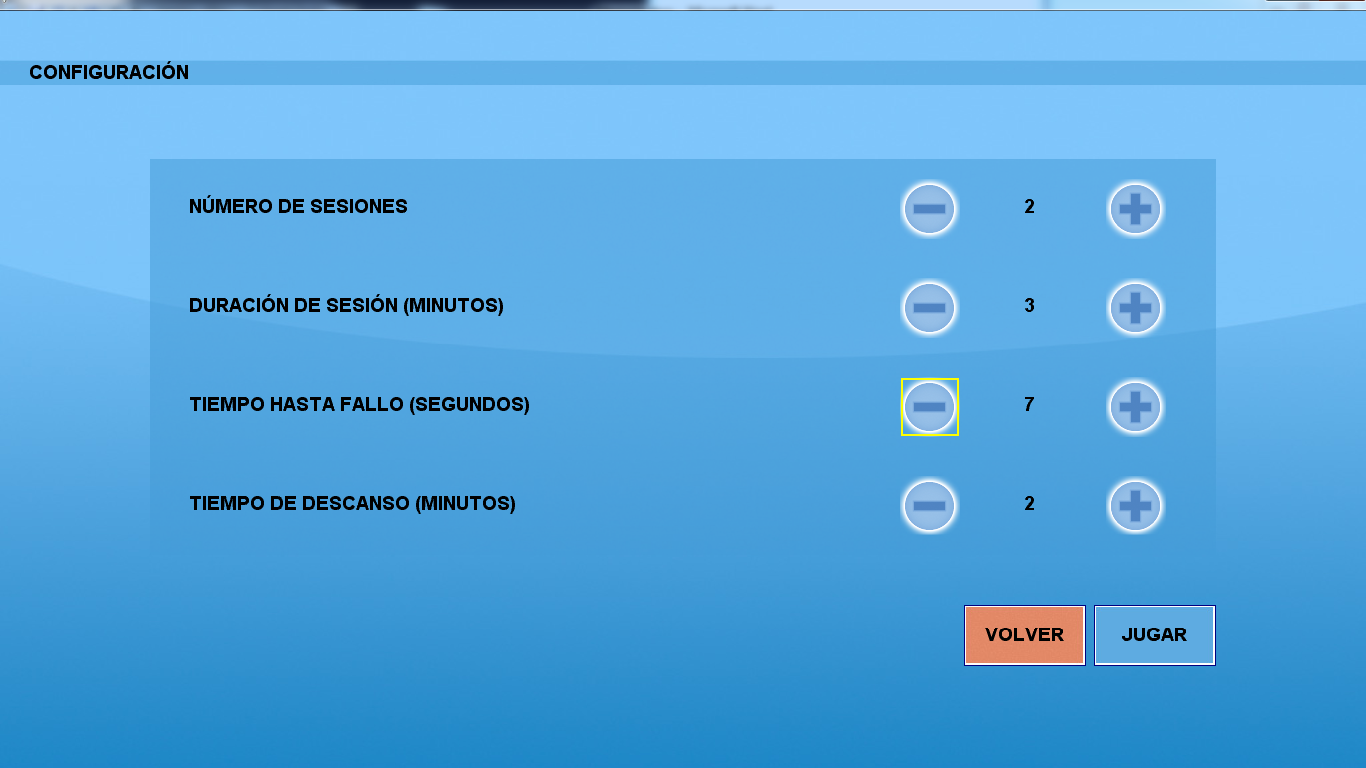 CONFIGURACIÓN
NÚMERO DE SESIONES 2
DURACIÓN DE SESIÓN (MINUTOS) 3
TIEMPO HASTA FALLO (SEGUNDOS) 7
TIEMPO DE DESCANSO (MINUTOS) 2
VOLVER JUGAR